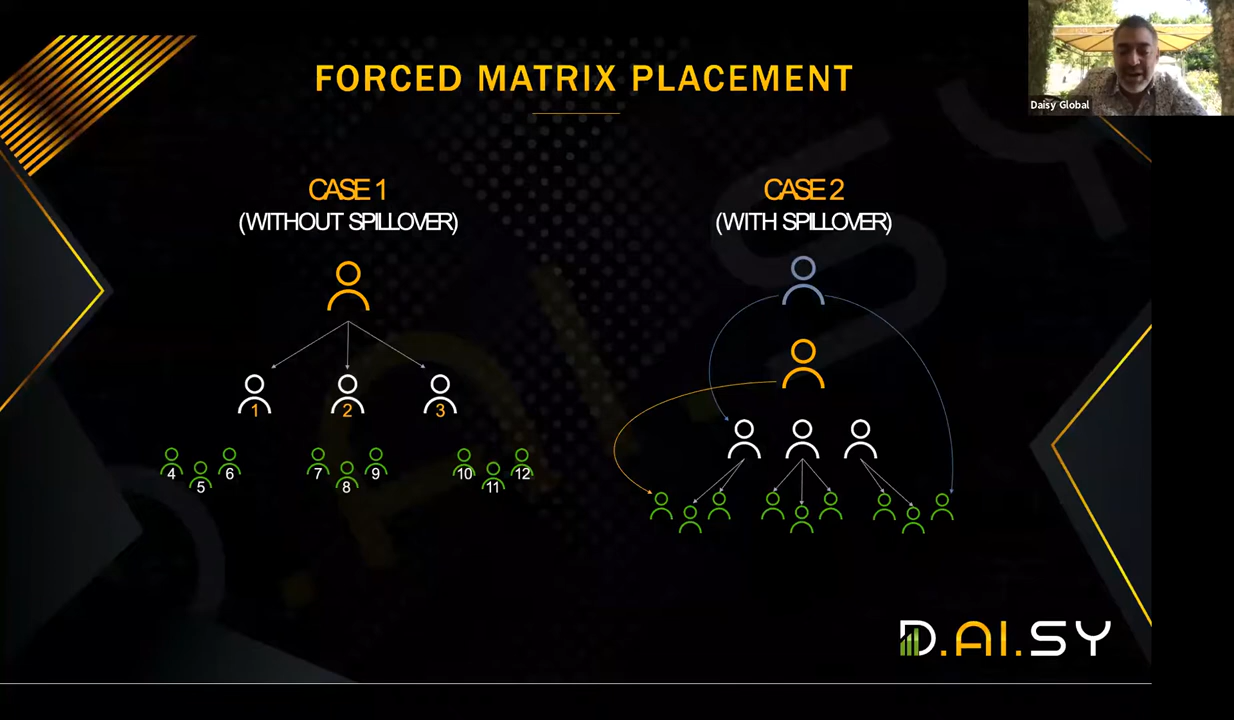 FORCED MATRIX PLACEMENT
Daisy Global
CASE 1
(WITHOUT SPILLOVER)
1 2 3
4 5 6 7 8 9 10 11 12
CASE 2
(WITH SPILLOVER)
D.AI.SY